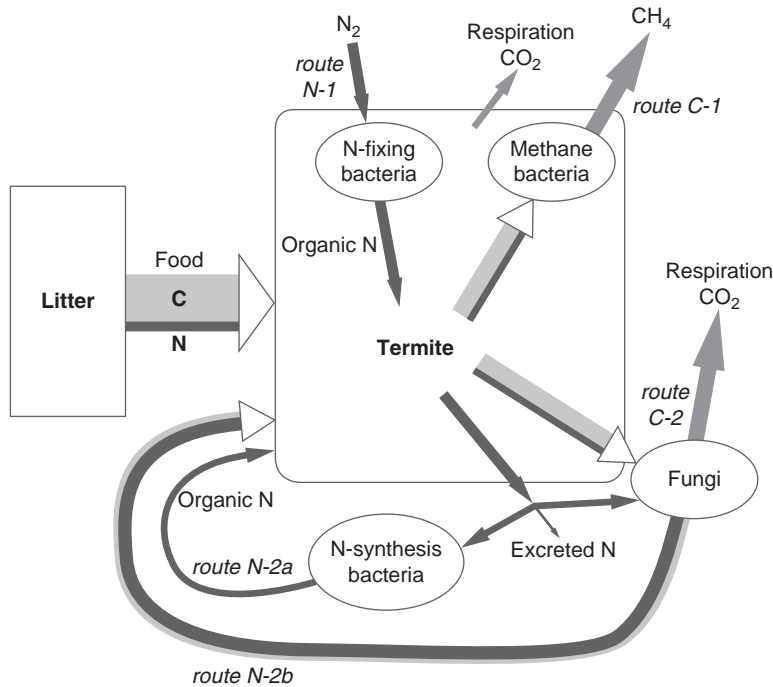 N₂
route
N-1
Respiration
CO₂
CH₄
route C-1
N-fixing
bacteria
Methane
bacteria
Organic N
Food
C
N
Litter
Termite
Respiration
CO₂
route
C-2
Fungi
Organic N
N-synthesis
bacteria
Excreted N
route N-2a
route N-2b